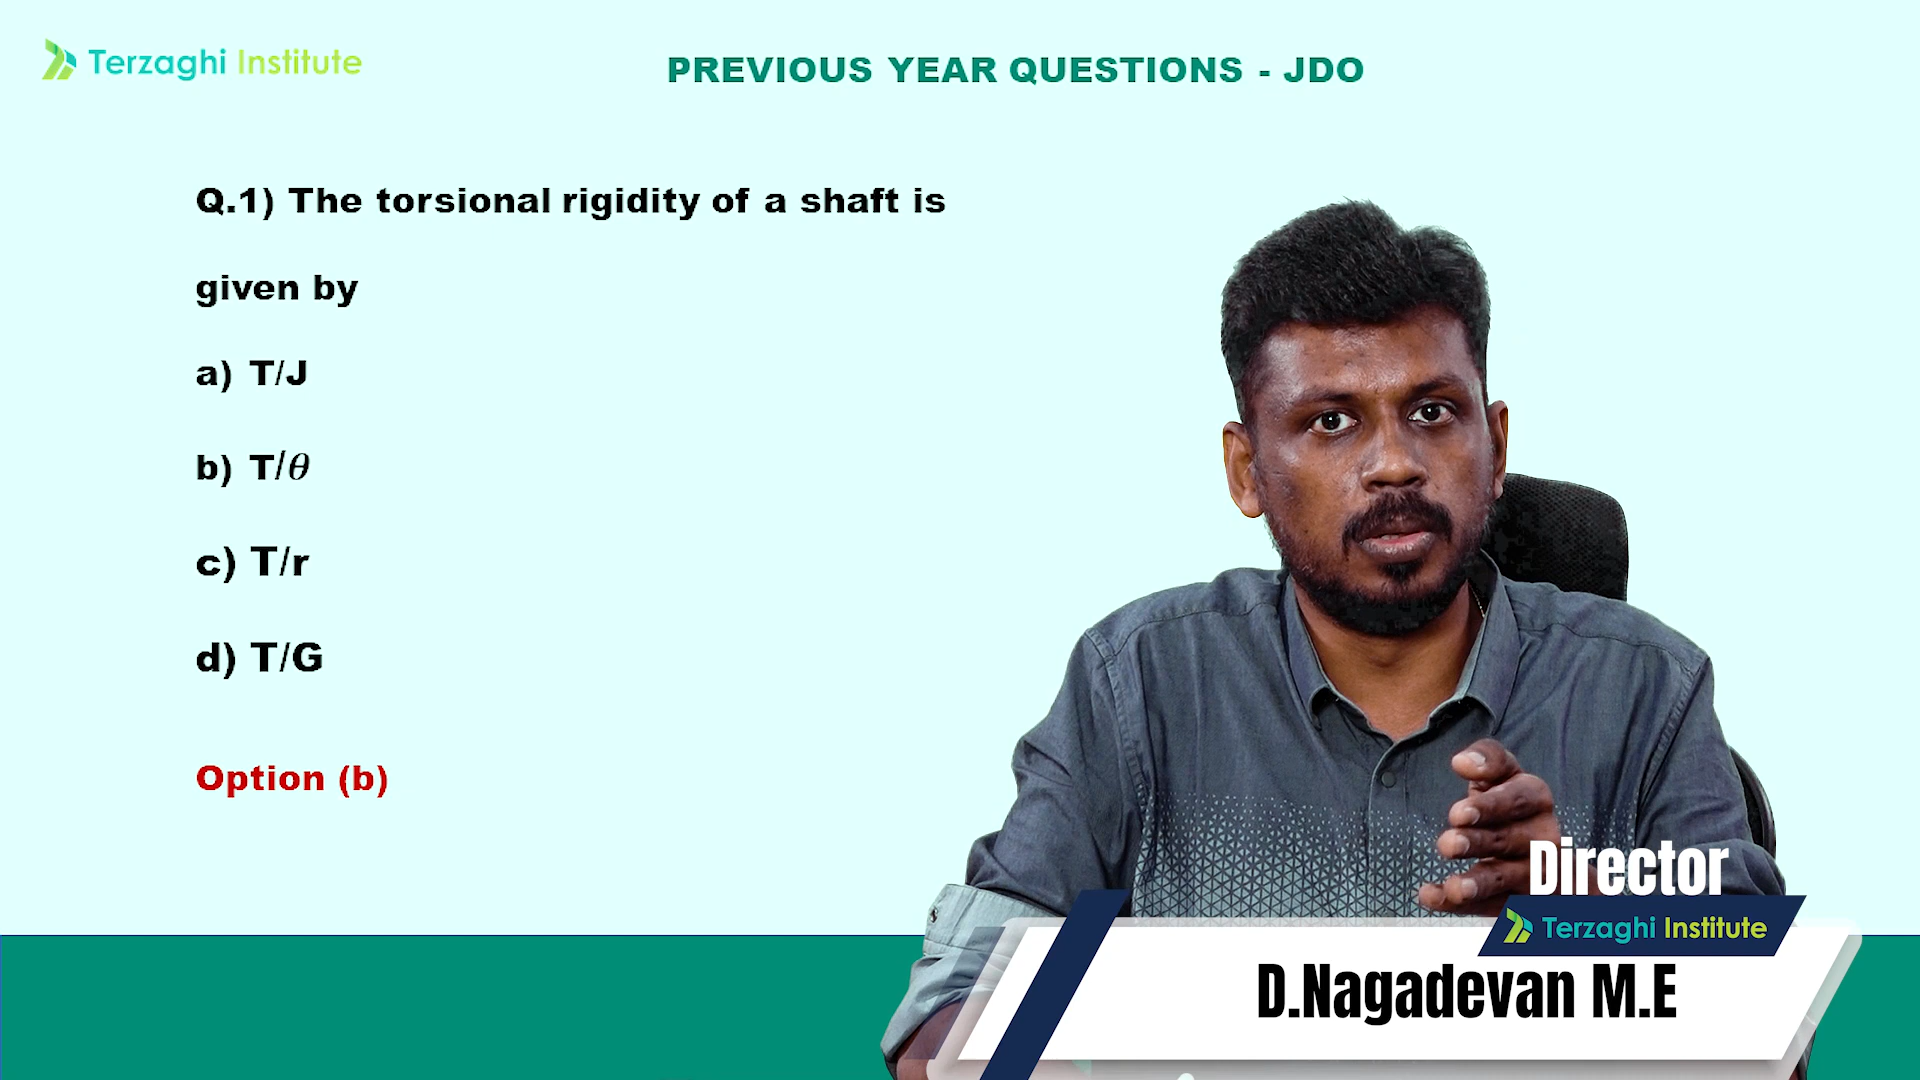 Terzaghi Institute
PREVIOUS YEAR QUESTIONS - JDO
Q.1) The torsional rigidity of a shaft is
given by
a) T/J
b) T/θ
c) T/r
d) T/G
Option (b)
Director
Terzaghi Institute
D.Nagadevan M.E